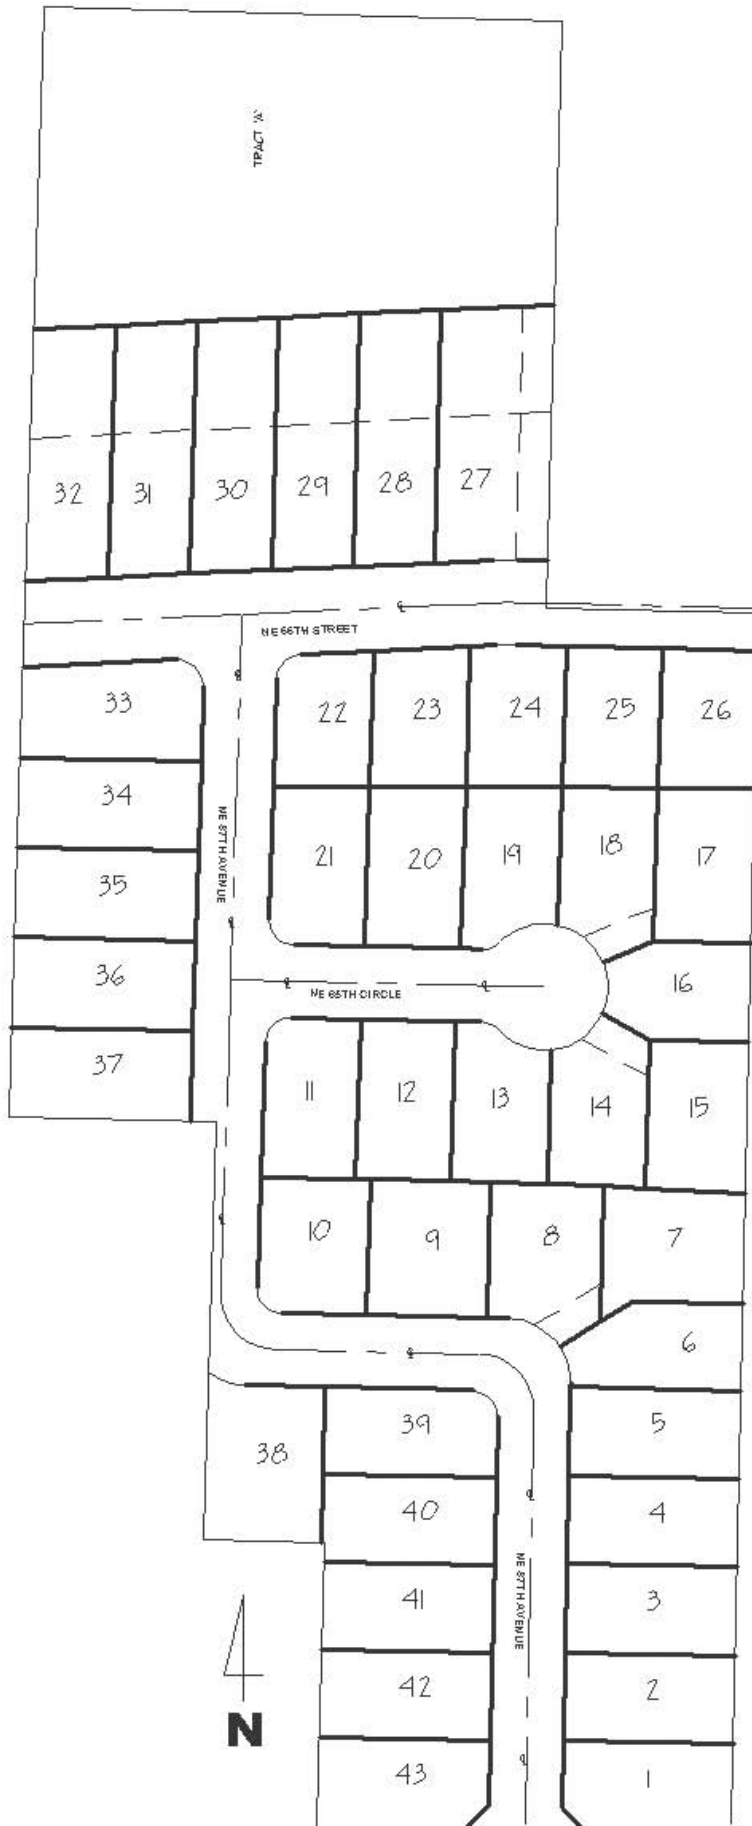 TRACT 'A'
32 31 30 29 28 27
NE 66TH STREET
33
22 23 24 25 26
34
NE 87TH AVENUE
21 20 19 18 17
35
36
16
NE 65TH CIRCLE
37
11 12 13 14 15
10 9 8 7
6
39 5
38
40 4
NE 87TH AVENUE
41 3
42 2
N
43 1